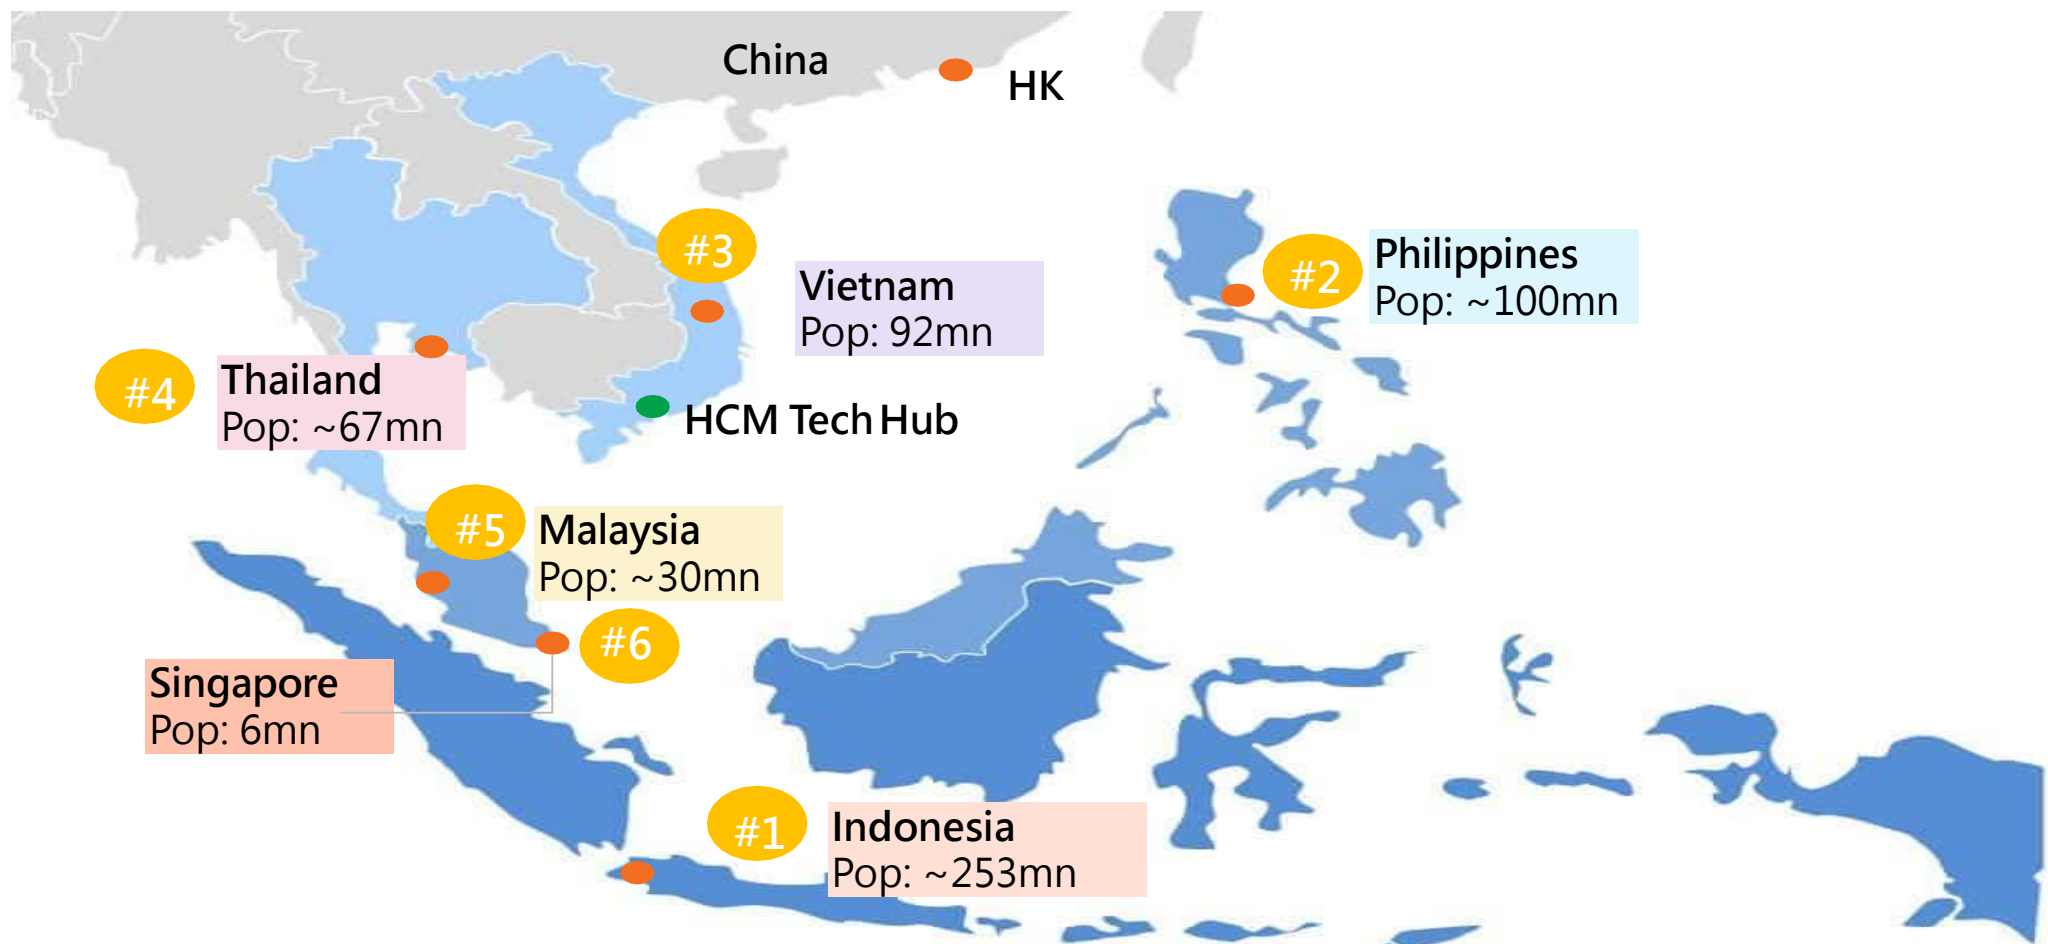 China
HK
#3
Vietnam
Pop: 92mn
#2
Philippines
Pop: ~100mn
#4
Thailand
Pop: ~67mn
HCM Tech Hub
#5
Malaysia
Pop: ~30mn
#6
Singapore
Pop: 6mn
#1
Indonesia
Pop: ~253mn